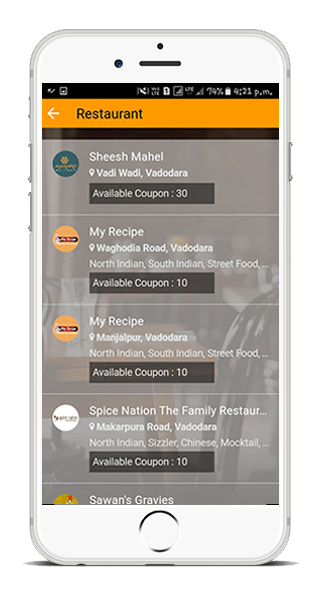 74% 4:21 p.m.
Restaurant
Sheesh Mahel
Vadi Wadi, Vadodara
Available Coupon : 30
My Recipe
Waghodia Road, Vadodara
North Indian, South Indian, Street Food, ...
Available Coupon : 10
My Recipe
Manjalpur, Vadodara
North Indian, South Indian, Street Food, ...
Available Coupon : 10
Spice Nation The Family Restaur...
Makarpura Road, Vadodara
North Indian, Sizzler, Chinese, Mocktail, ...
Available Coupon : 10
Sawan's Gravies